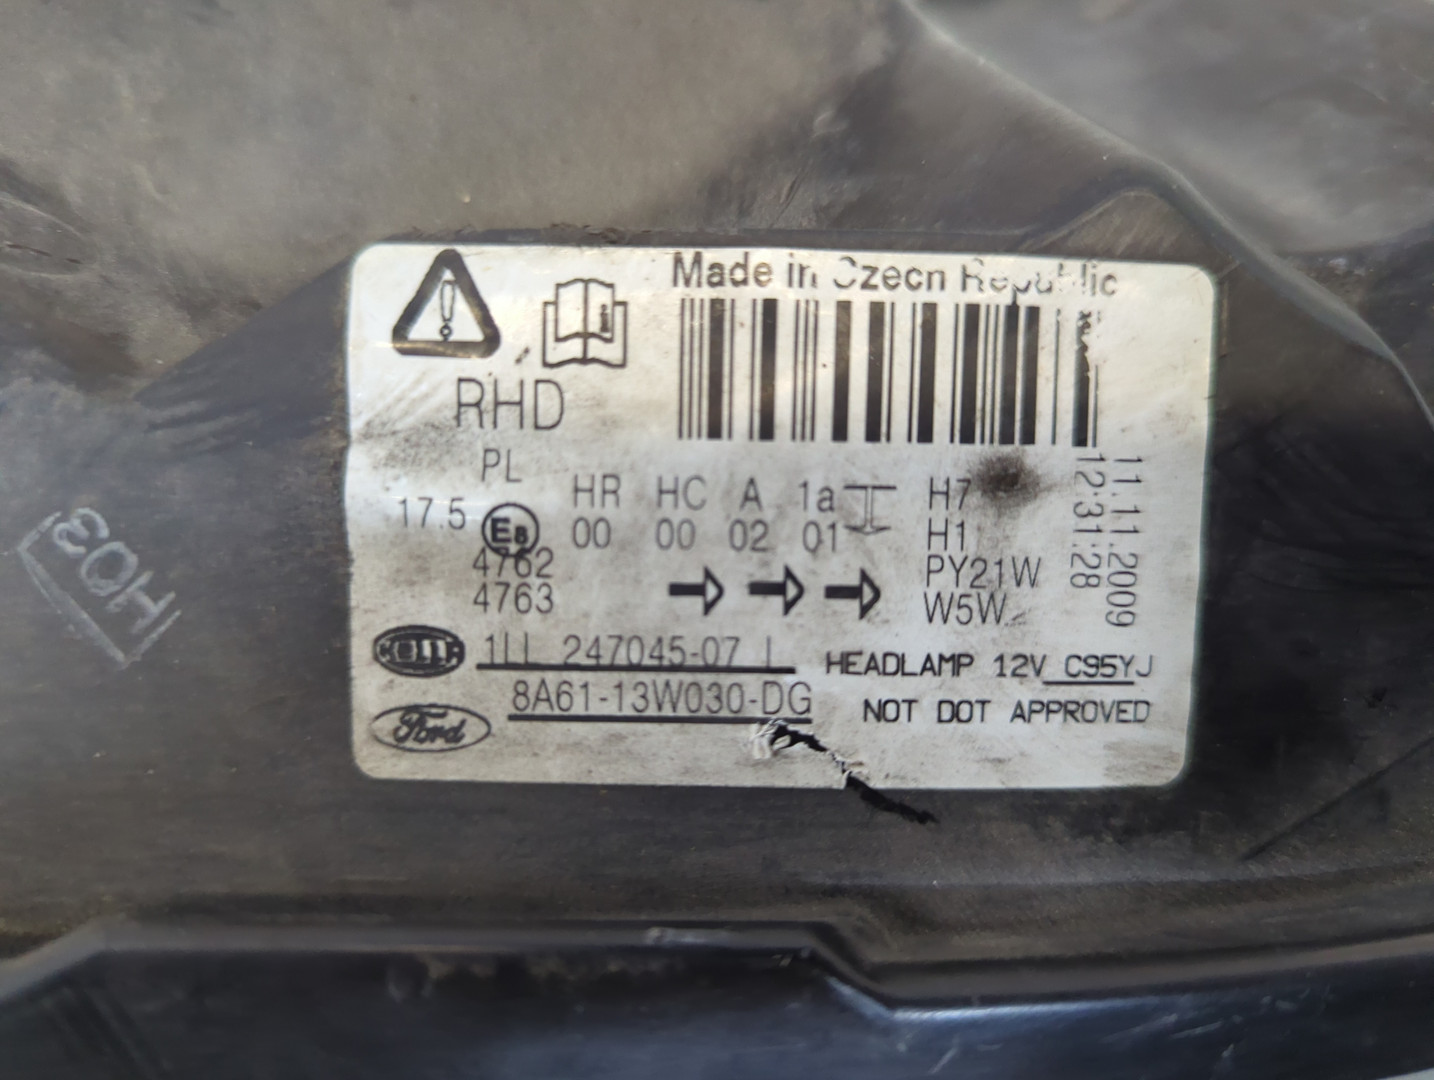 Made in Czech Republic
RHD
PL
17.5 E8 HR HC A 1a H7
00 00 02 01 H1
4762 PY21W
4763 W5W
11.11.2009
12:31:28
HELLA 1LL 247045-07 L HEADLAMP 12V C95YJ
8A61-13W030-DG NOT DOT APPROVED
Ford
H03